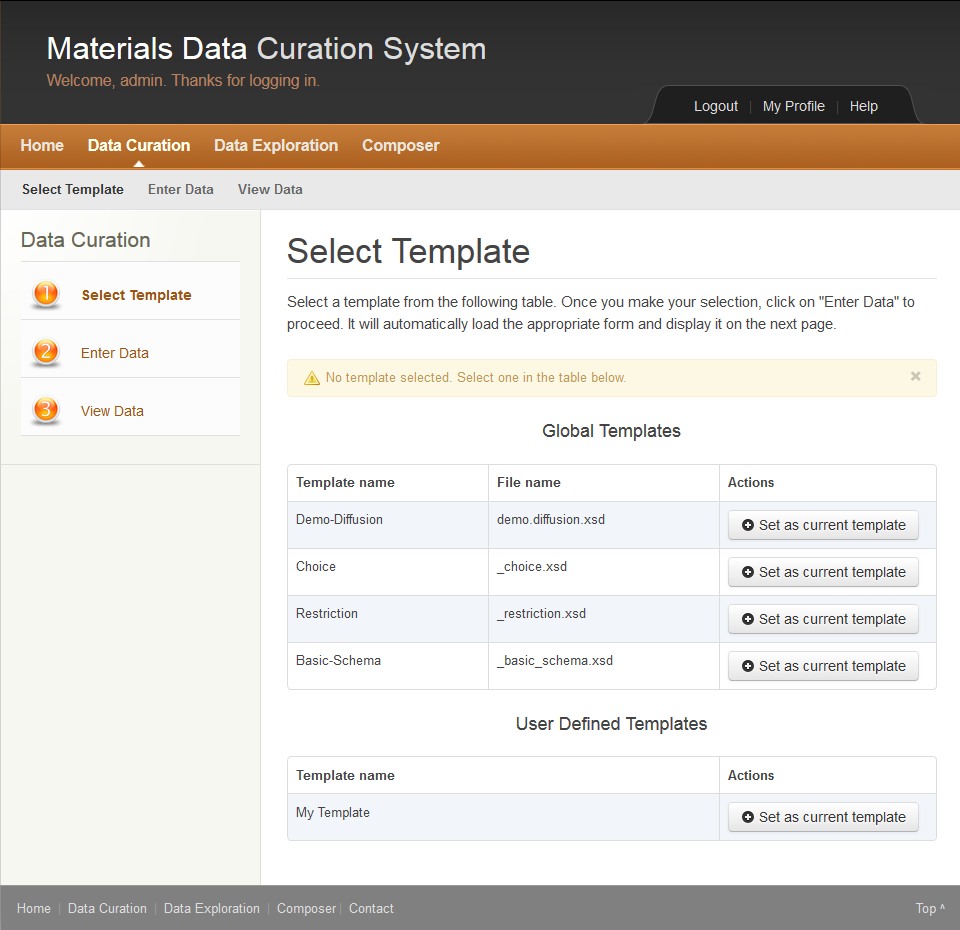 Materials Data Curation System
Welcome, admin. Thanks for logging in.
Logout | My Profile | Help
Home Data Curation Data Exploration Composer
Select Template Enter Data View Data
Data Curation
1 Select Template
2 Enter Data
3 View Data
Select Template
Select a template from the following table. Once you make your selection, click on "Enter Data" to
proceed. It will automatically load the appropriate form and display it on the next page.
No template selected. Select one in the table below. ×
Global Templates
Template name File name Actions
Demo-Diffusion demo.diffusion.xsd Set as current template
Choice _choice.xsd Set as current template
Restriction _restriction.xsd Set as current template
Basic-Schema _basic_schema.xsd Set as current template
User Defined Templates
Template name Actions
My Template Set as current template
Home | Data Curation | Data Exploration | Composer | Contact Top ^